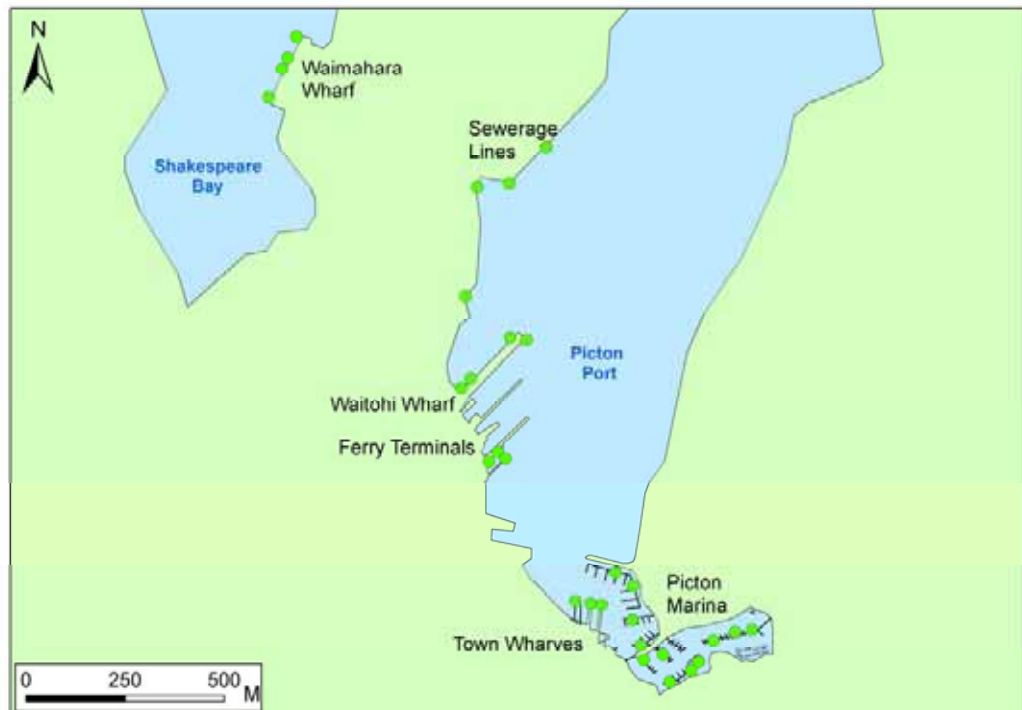 N
Waimahara
Wharf
Sewerage
Lines
Shakespeare
Bay
Picton
Port
Waitohi Wharf
Ferry Terminals
Picton
Marina
Town Wharves
0 250 500
M